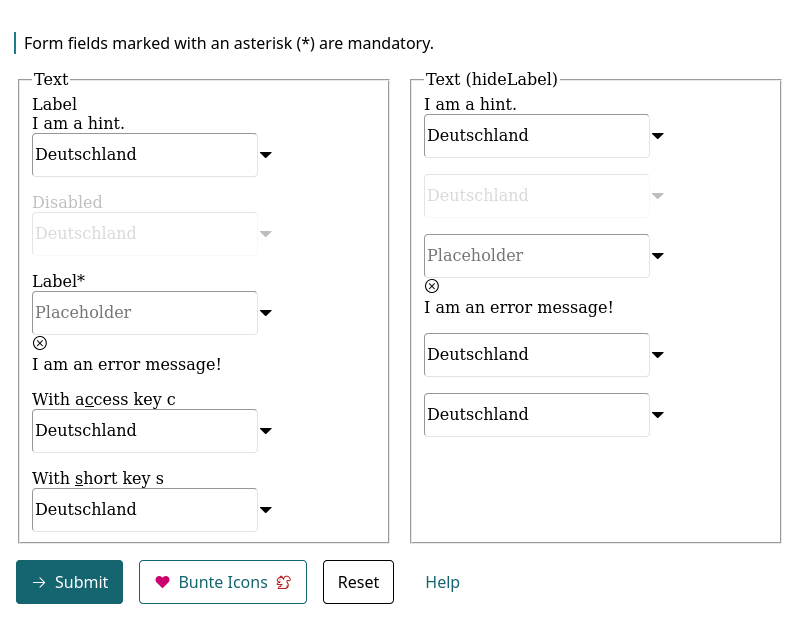 Form fields marked with an asterisk (*) are mandatory.
Text
Label
I am a hint.
Deutschland
Disabled
Deutschland
Label*
Placeholder
I am an error message!
With access key c
Deutschland
With short key s
Deutschland
Text (hideLabel)
I am a hint.
Deutschland
Deutschland
Placeholder
I am an error message!
Deutschland
Deutschland
Submit
Bunte Icons
Reset
Help